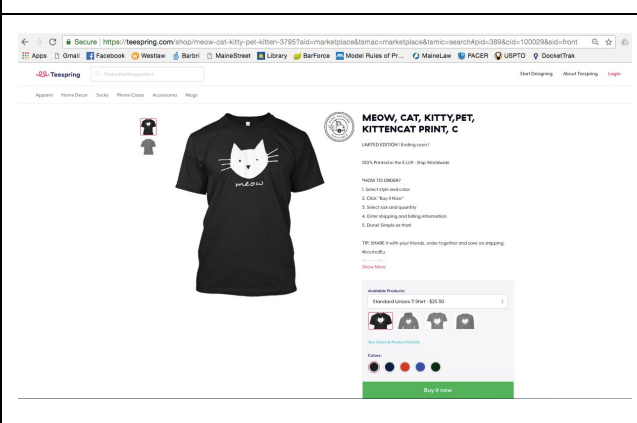 Secure | https://teespring.com/shop/meow-cat-kitty-pet-kitten-3795?aid=marketplace&tsmac=marketplace&tsmic=search#pid=389&cid=100029&sid=front
Apps Gmail Facebook Westlaw Barbri MaineStreet Library BarForce Model Rules of Pr... MaineLaw PACER USPTO DocketTrak
Teespring
Start Designing About Teespring Login
Apparel Home Decor Socks Phone Cases Accessories Mugs
meow
MEOW, CAT, KITTY,PET,
KITTENCAT PRINT, C
LIMITED EDITION ! Ending soon !
100% Printed in the E.U.R - Ship Worldwide
*HOW TO ORDER?
1. Select style and color
2. Click "Buy it Now"
3. Select size and quantity
4. Enter shipping and billing information
5. Done! Simple as that!
TIP: SHARE it with your friends, order together and save on shipping.
#bootedEu
Show More
Available Products:
Standard Unisex T-Shirt - $25.50
Size Chart & Product Details
Colors:
Buy it now